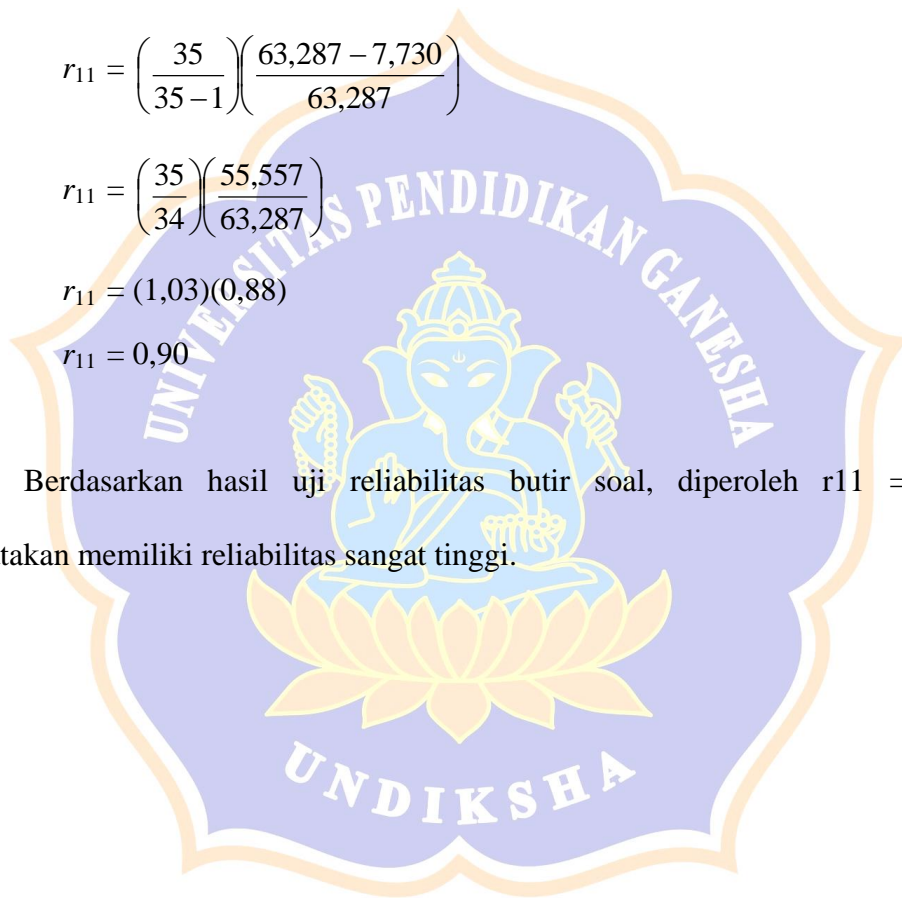 r₁₁ = (35/(35 – 1))((63,287 – 7,730)/63,287)
r₁₁ = (35/34)(55,557/63,287)
UNIVERSITAS PENDIDIKAN GANESHA
r₁₁ = (1,03)(0,88)
r₁₁ = 0,90
Berdasarkan hasil uji reliabilitas butir soal, diperoleh r11 =
takan memiliki reliabilitas sangat tinggi.
UNDIKSHA